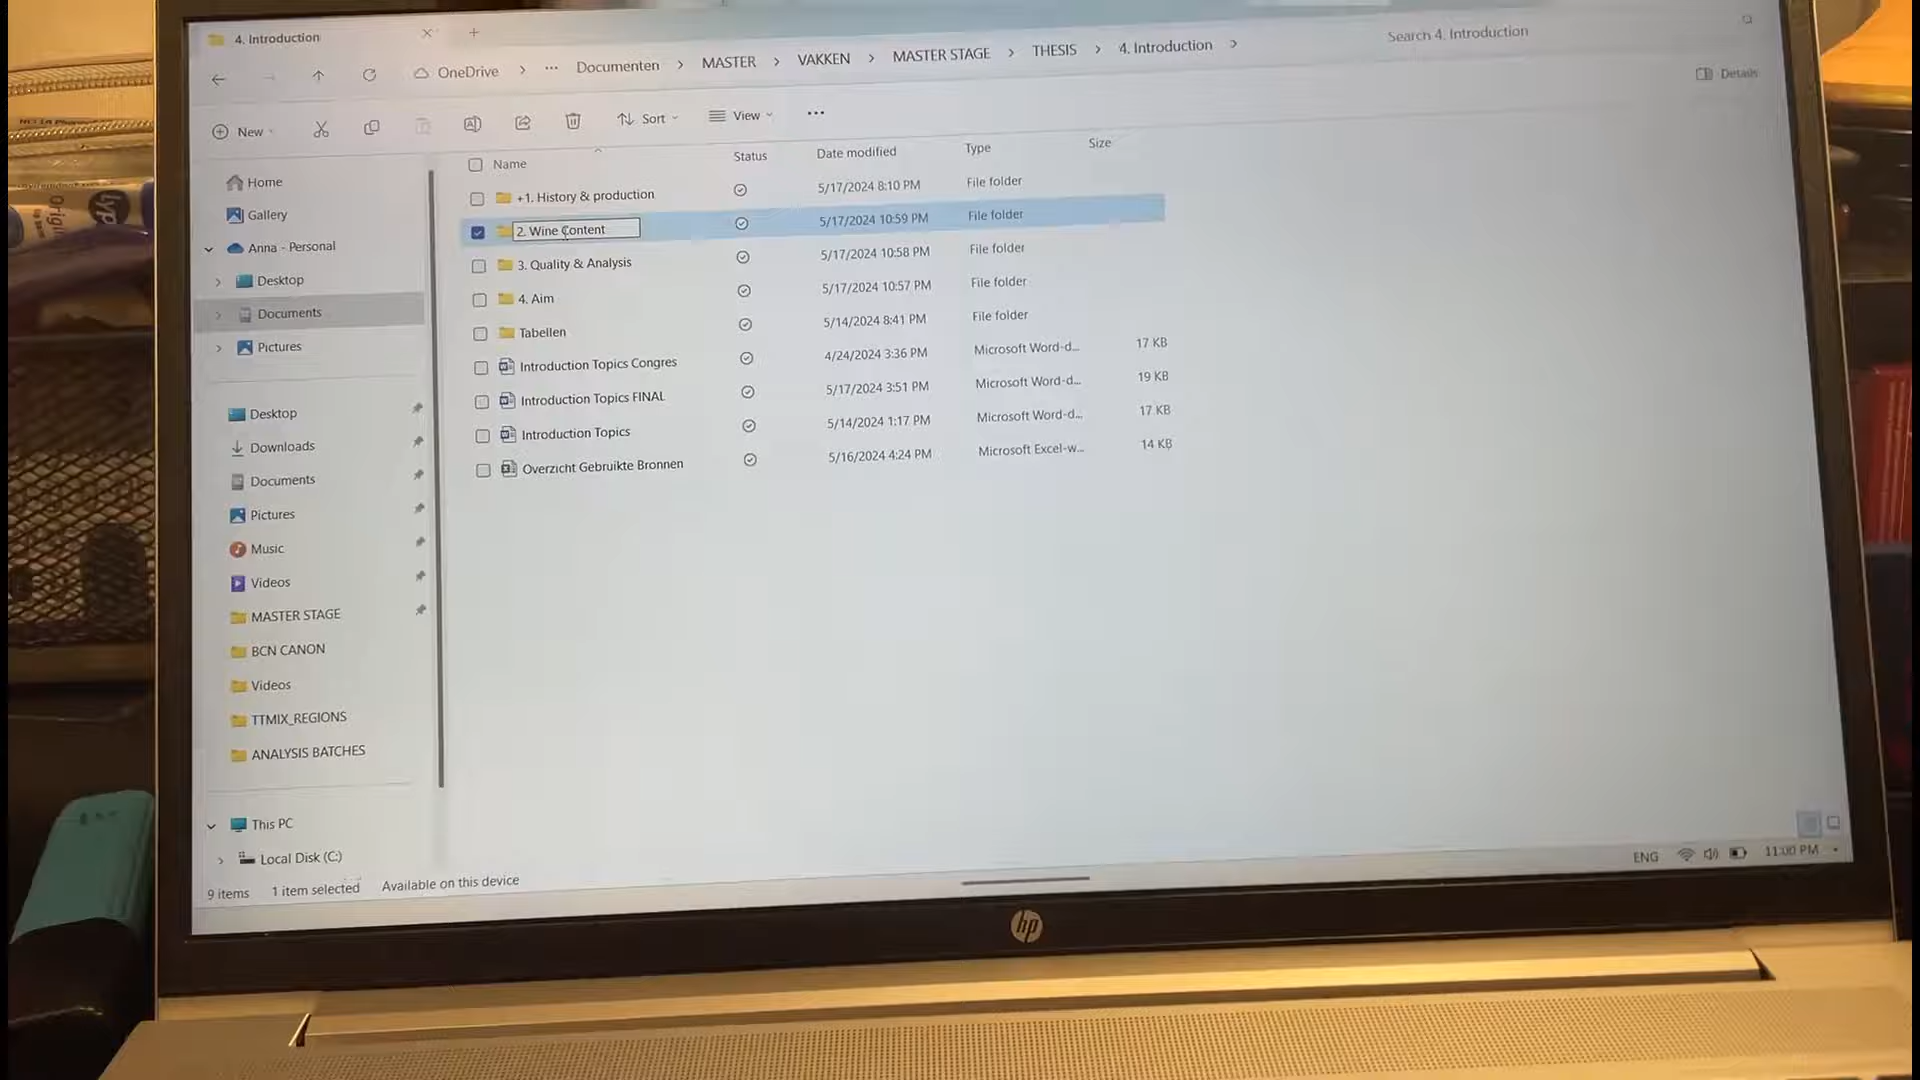 4. Introduction
OneDrive > ... Documenten > MASTER > VAKKEN > MASTER STAGE > THESIS > 4. Introduction >
Search 4. Introduction
New
Sort
View
...
Details
Name Status Date modified Type Size
+1. History & production 5/17/2024 8:10 PM File folder
2. Wine Content 5/17/2024 10:59 PM File folder
3. Quality & Analysis 5/17/2024 10:58 PM File folder
4. Aim 5/17/2024 10:57 PM File folder
Tabellen 5/14/2024 8:41 PM File folder
Introduction Topics Congres 4/24/2024 3:36 PM Microsoft Word-d... 17 KB
Introduction Topics FINAL 5/17/2024 3:51 PM Microsoft Word-d... 19 KB
Introduction Topics 5/14/2024 1:17 PM Microsoft Word-d... 17 KB
Overzicht Gebruikte Bronnen 5/16/2024 4:24 PM Microsoft Excel-w... 14 KB
Home
Gallery
Anna - Personal
Desktop
Documents
Pictures
Desktop
Downloads
Documents
Pictures
Music
Videos
MASTER STAGE
BCN CANON
Videos
TTMIX_REGIONS
ANALYSIS BATCHES
This PC
Local Disk (C:)
9 items 1 item selected Available on this device
ENG 11:00 PM
hp